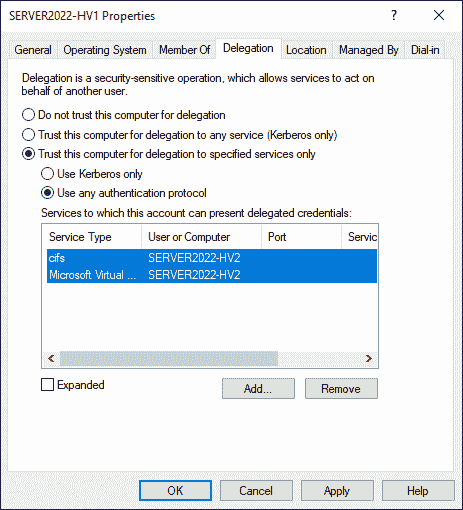 SERVER2022-HV1 Properties
General Operating System Member Of Delegation Location Managed By Dial-in
Delegation is a security-sensitive operation, which allows services to act on
behalf of another user.
Do not trust this computer for delegation
Trust this computer for delegation to any service (Kerberos only)
Trust this computer for delegation to specified services only
Use Kerberos only
Use any authentication protocol
Services to which this account can present delegated credentials:
Service Type User or Computer Port Servic
cifs SERVER2022-HV2
Microsoft Virtual ... SERVER2022-HV2
Expanded
Add... Remove
OK Cancel Apply Help